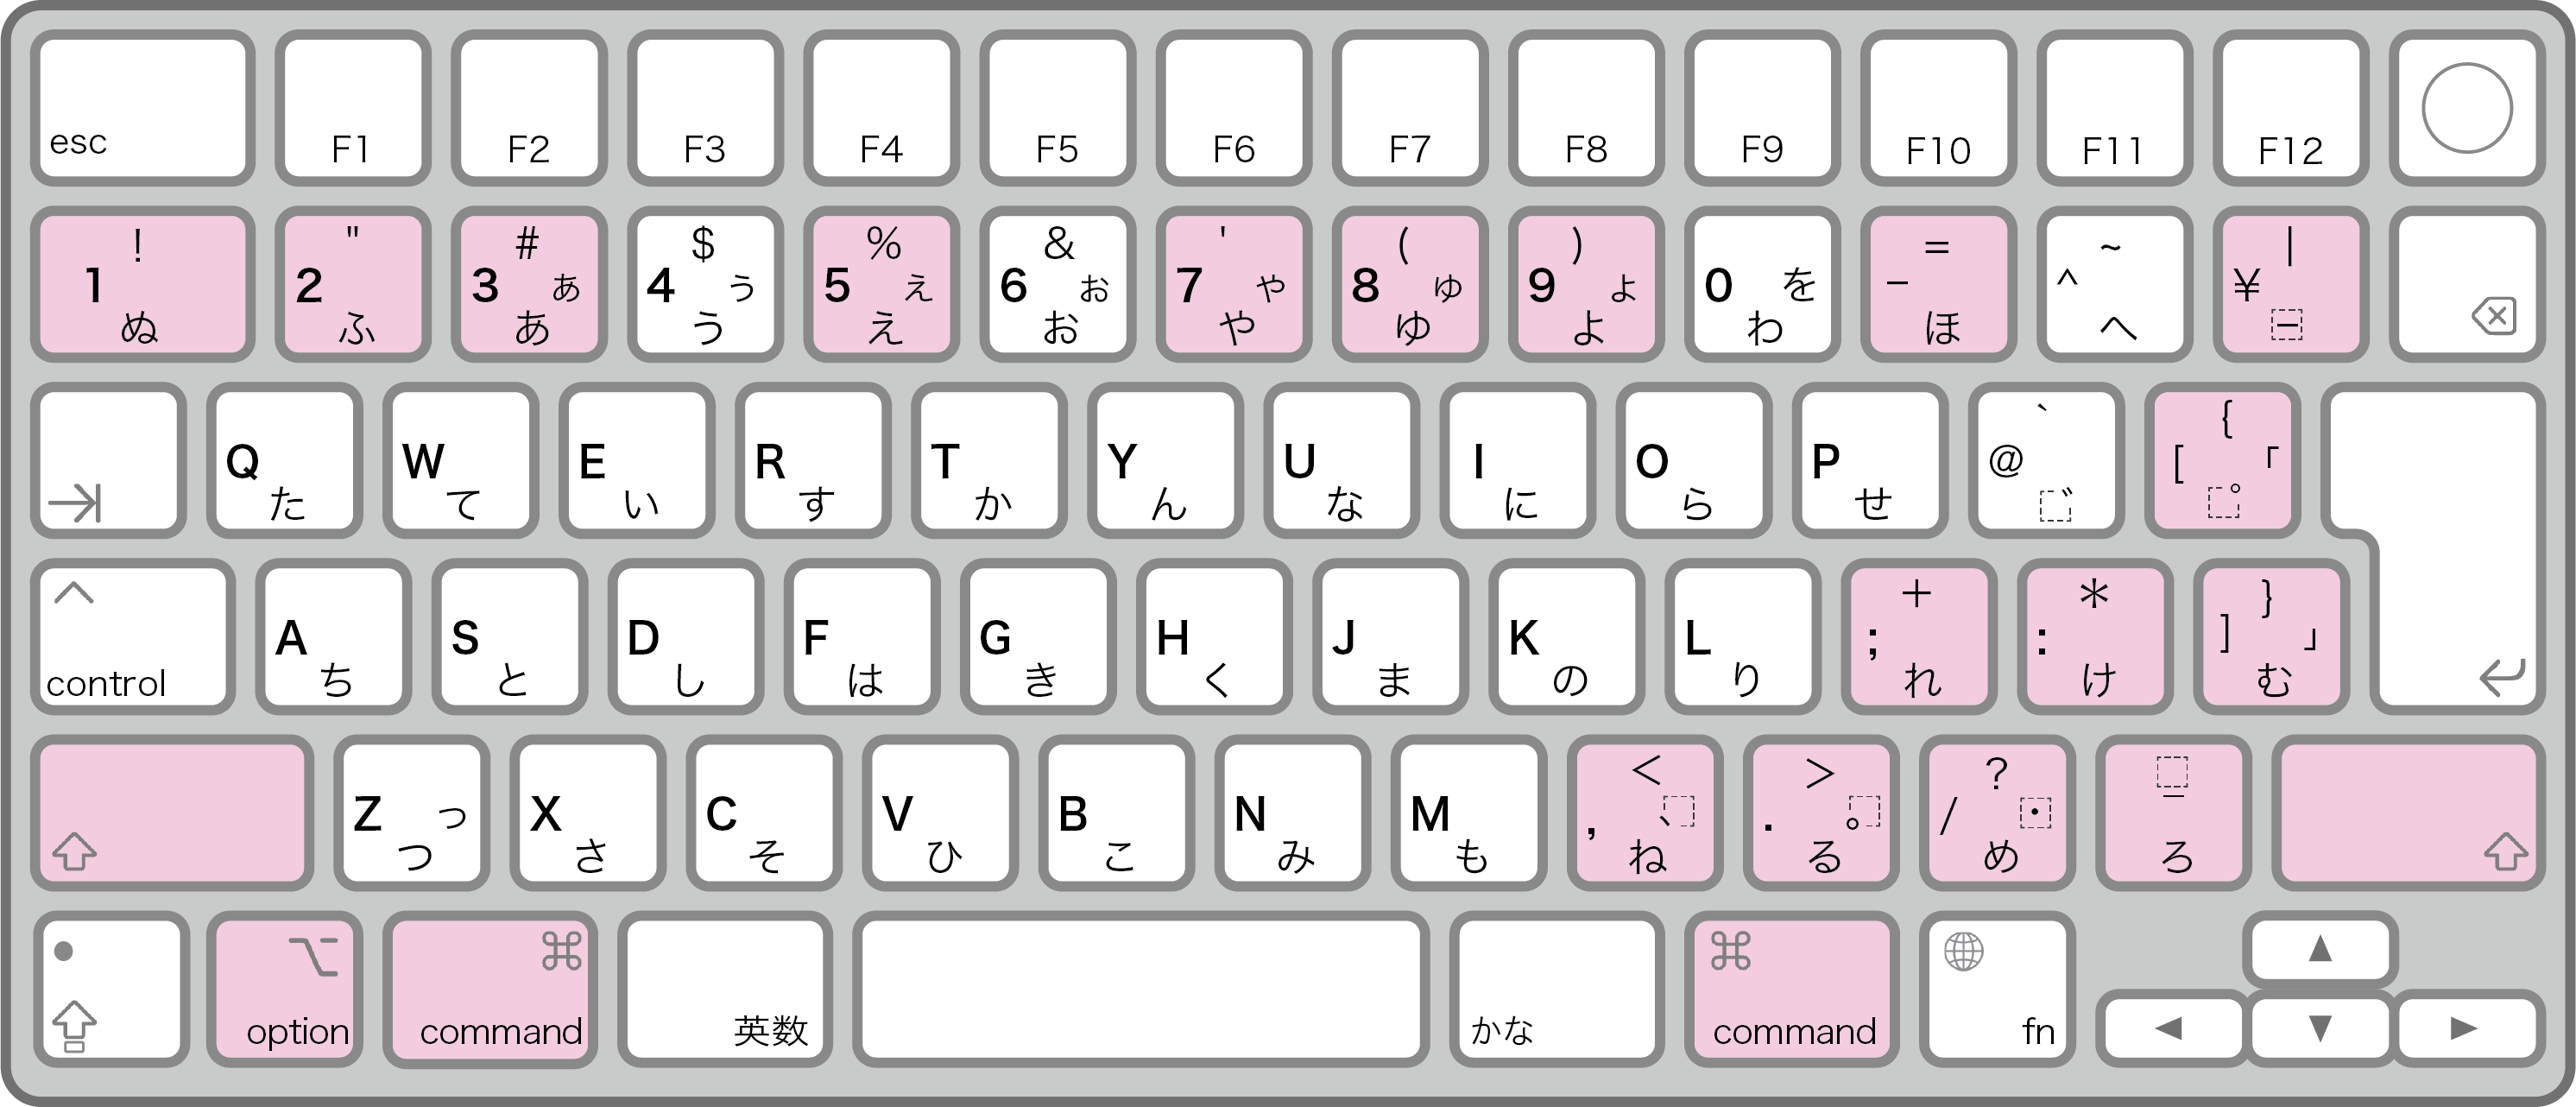 esc F1 F2 F3 F4 F5 F6 F7 F8 F9 F10 F11 F12
! " # $ % & ' ( ) = ~ |
1 2 3 ぁ 4 ぅ 5 ぇ 6 ぉ 7 ゃ 8 ゅ 9 ょ 0 を - ^ ¥
ぬ ふ あ う え お や ゆ よ わ ほ へ ー
` {
Q W E R T Y U I O P @ [ 「
た て い す か ん な に ら せ ゛ ゜
+ * }
A S D F G H J K L ; : ] 」
control ち と し は き く ま の り れ け む
< > ? _
Z っ X C V B N M , 、 . 。 / ・
つ さ そ ひ こ み も ね る め ろ
⌥ ⌘ ⌘
option command 英数 かな command fn